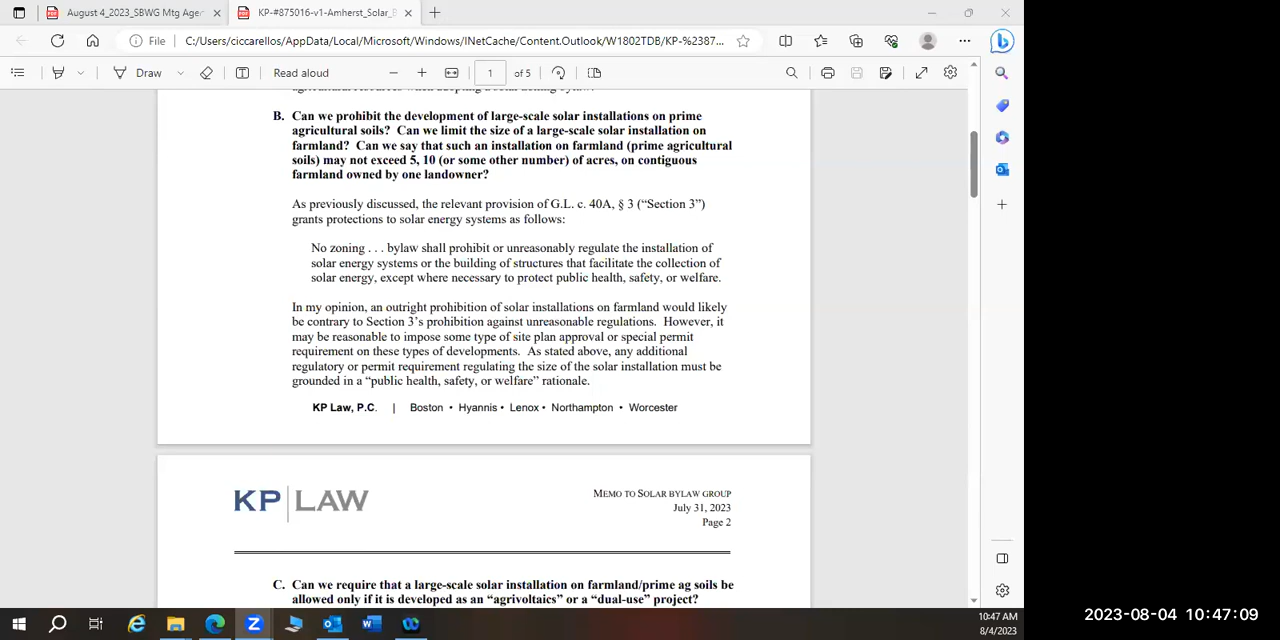 August 4_2023_SBWG Mtg Age
KP-#875016-v1-Amherst_Solar_B
File
C:/Users/ciccarellos/AppData/Local/Microsoft/Windows/INetCache/Content.Outlook/W1802TDB/KP-%2387...
Draw
Read aloud
1
of 5
B. Can we prohibit the development of large-scale solar installations on prime
agricultural soils? Can we limit the size of a large-scale solar installation on
farmland? Can we say that such an installation on farmland (prime agricultural
soils) may not exceed 5, 10 (or some other number) of acres, on contiguous
farmland owned by one landowner?
As previously discussed, the relevant provision of G.L. c. 40A, § 3 (“Section 3”)
grants protections to solar energy systems as follows:
No zoning . . . bylaw shall prohibit or unreasonably regulate the installation of
solar energy systems or the building of structures that facilitate the collection of
solar energy, except where necessary to protect public health, safety, or welfare.
In my opinion, an outright prohibition of solar installations on farmland would likely
be contrary to Section 3’s prohibition against unreasonable regulations. However, it
may be reasonable to impose some type of site plan approval or special permit
requirement on these types of developments. As stated above, any additional
regulatory or permit requirement regulating the size of the solar installation must be
grounded in a “public health, safety, or welfare” rationale.
KP Law, P.C. | Boston • Hyannis • Lenox • Northampton • Worcester
KP LAW
MEMO TO SOLAR BYLAW GROUP
July 31, 2023
Page 2
C. Can we require that a large-scale solar installation on farmland/prime ag soils be
allowed only if it is developed as an “agrivoltaics” or a “dual-use” project?
10:47 AM
8/4/2023
2023-08-04 10:47:09